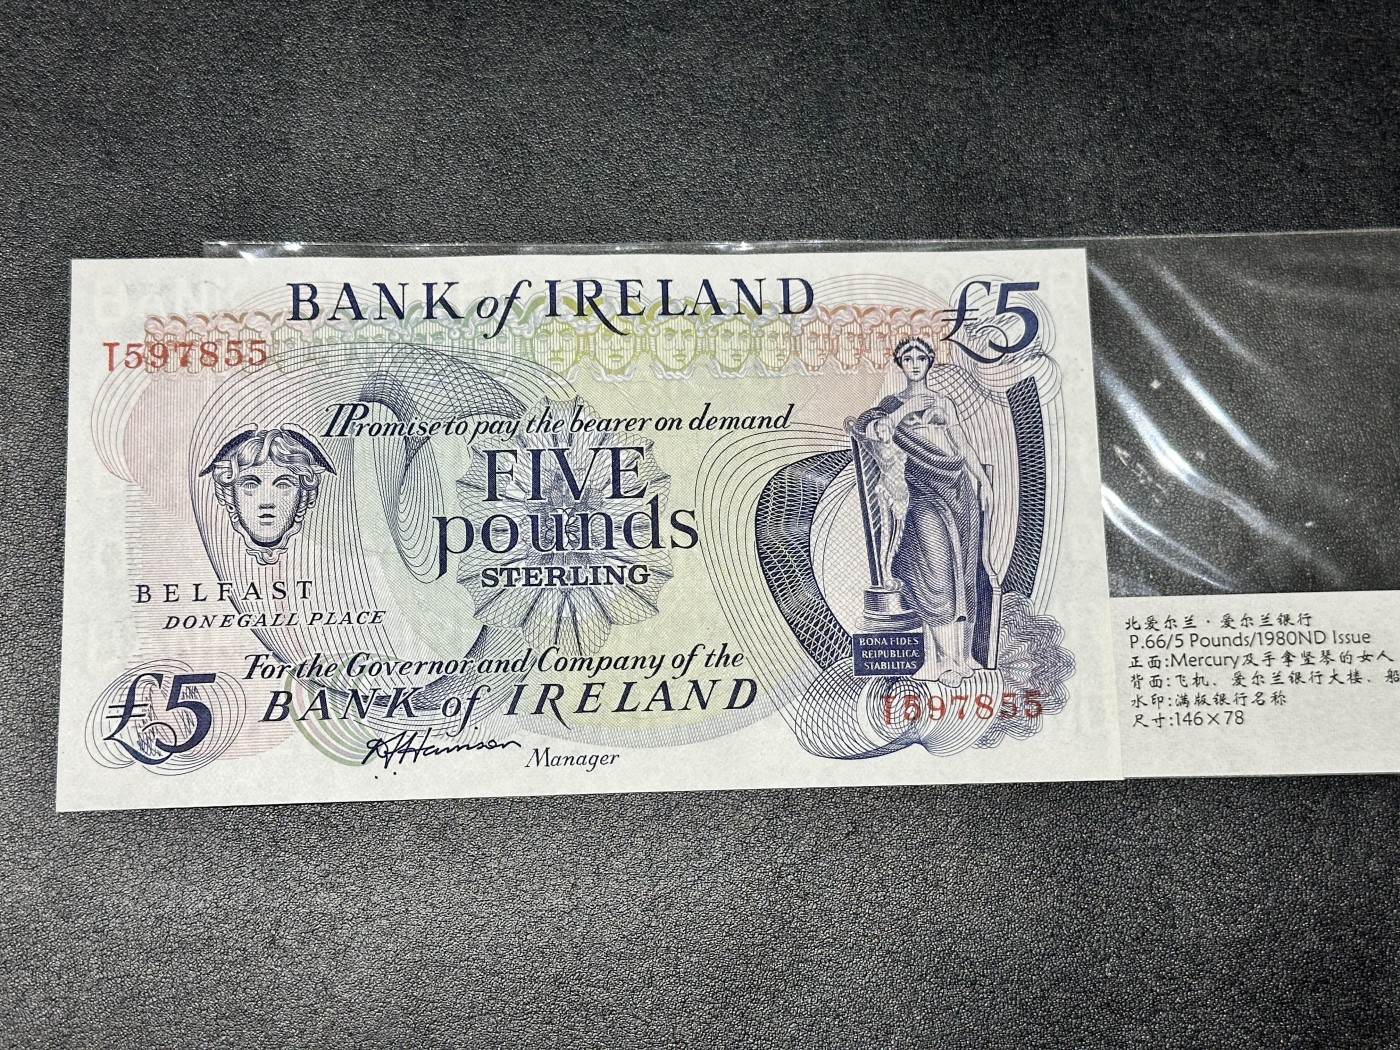 BANK of IRELAND
£5
T597855
I Promise to pay the bearer on demand
FIVE
pounds
STERLING
BELFAST
DONEGALL PLACE
BONA FIDES
REIPUBLICÆ
STABILITAS
For the Governor and Company of the
£5
BANK of IRELAND
T597855
Manager
北爱尔兰·爱尔兰银行
P.66/5 Pounds/1980ND Issue
正面:Mercury及手拿竖琴的女人
背面:飞机、爱尔兰银行大楼、船
水印:满版银行名称
尺寸:146×78